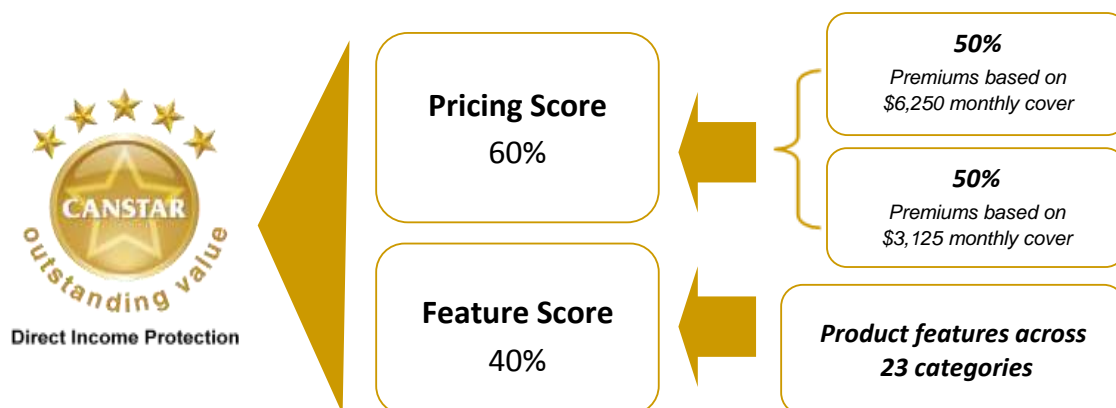 CANSTAR
outstanding value
Direct Income Protection
Pricing Score
60%
Feature Score
40%
50%
Premiums based on
$6,250 monthly cover
50%
Premiums based on
$3,125 monthly cover
Product features across
23 categories